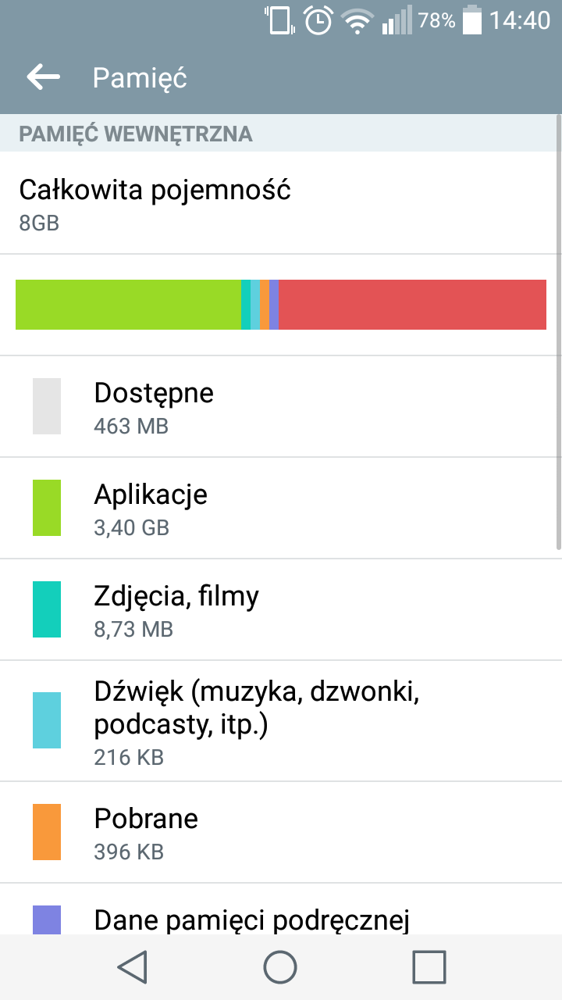 78% 14:40
Pamięć
PAMIĘĆ WEWNĘTRZNA
Całkowita pojemność
8GB
Dostępne
463 MB
Aplikacje
3,40 GB
Zdjęcia, filmy
8,73 MB
Dźwięk (muzyka, dzwonki,
podcasty, itp.)
216 KB
Pobrane
396 KB
Dane pamięci podręcznej